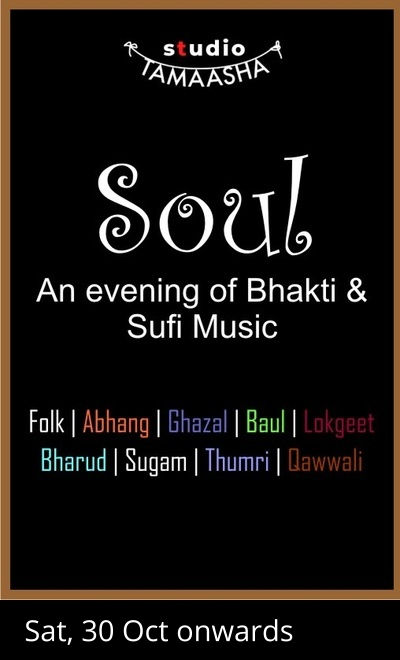 studio
TAMAASHA
Soul
An evening of Bhakti &
Sufi Music
Folk | Abhang | Ghazal | Baul | Lokgeet
Bharud | Sugam | Thumri | Qawwali
Sat, 30 Oct onwards